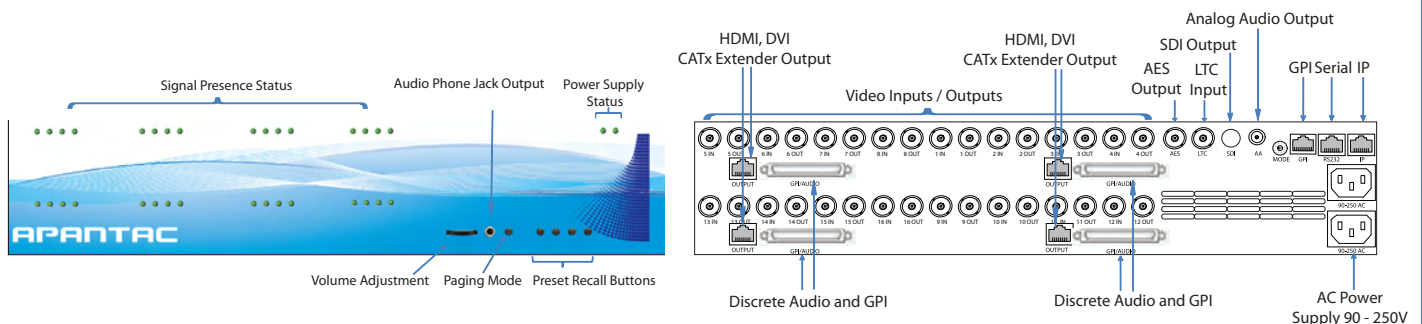 Signal Presence Status
Audio Phone Jack Output
Power Supply
Status
APANTAC
Volume Adjustment
Paging Mode
Preset Recall Buttons
HDMI, DVI
CATx Extender Output
Video Inputs / Outputs
HDMI, DVI
CATx Extender Output
AES
Output
LTC
Input
SDI Output
Analog Audio Output
GPI
Serial
IP
5 IN 5 OUT 6 IN 6 OUT 7 IN 7 OUT 8 IN 8 OUT 1 IN 1 OUT 2 IN 2 OUT 3 OUT 4 IN 4 OUT AES LTC SDI AA MODE GPI RS232 IP
OUTPUT GPI/AUDIO OUTPUT GPI/AUDIO
90-250 AC
13 IN 13 OUT 14 IN 14 OUT 15 IN 15 OUT 16 IN 16 OUT 9 IN 9 OUT 10 IN 10 OUT 11 OUT 12 IN 12 OUT
OUTPUT GPI/AUDIO OUTPUT GPI/AUDIO
90-250 AC
Discrete Audio and GPI
Discrete Audio and GPI
AC Power
Supply 90 - 250V